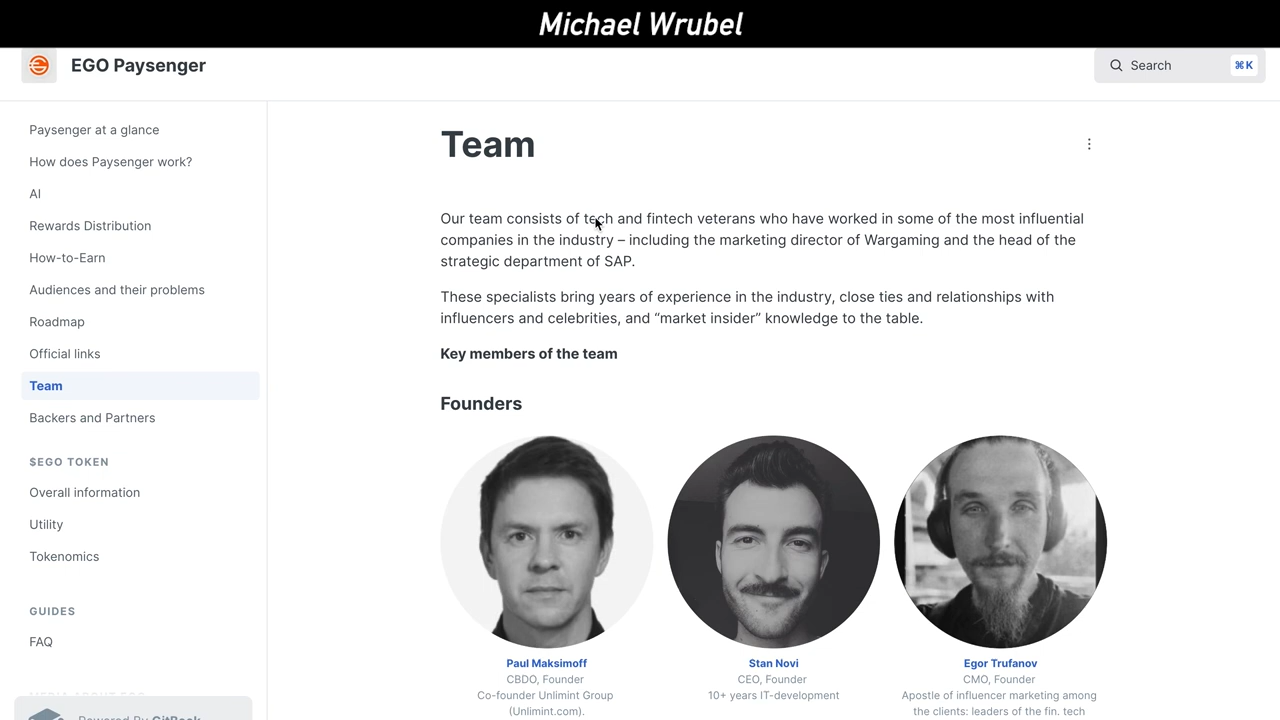 Michael Wrubel
EGO Paysenger
Search
⌘K
Paysenger at a glance
How does Paysenger work?
AI
Rewards Distribution
How-to-Earn
Audiences and their problems
Roadmap
Official links
Team
Backers and Partners
$EGO TOKEN
Overall information
Utility
Tokenomics
GUIDES
FAQ
MEDIA ABOUT EGO
Powered By GitBook
Team
Our team consists of tech and fintech veterans who have worked in some of the most influential
companies in the industry – including the marketing director of Wargaming and the head of the
strategic department of SAP.
These specialists bring years of experience in the industry, close ties and relationships with
influencers and celebrities, and “market insider” knowledge to the table.
Key members of the team
Founders
Paul Maksimoff
CBDO, Founder
Co-founder Unlimint Group
(Unlimint.com).
Stan Novi
CEO, Founder
10+ years IT-development
Egor Trufanov
CMO, Founder
Apostle of influencer marketing among
the clients: leaders of the fin. tech